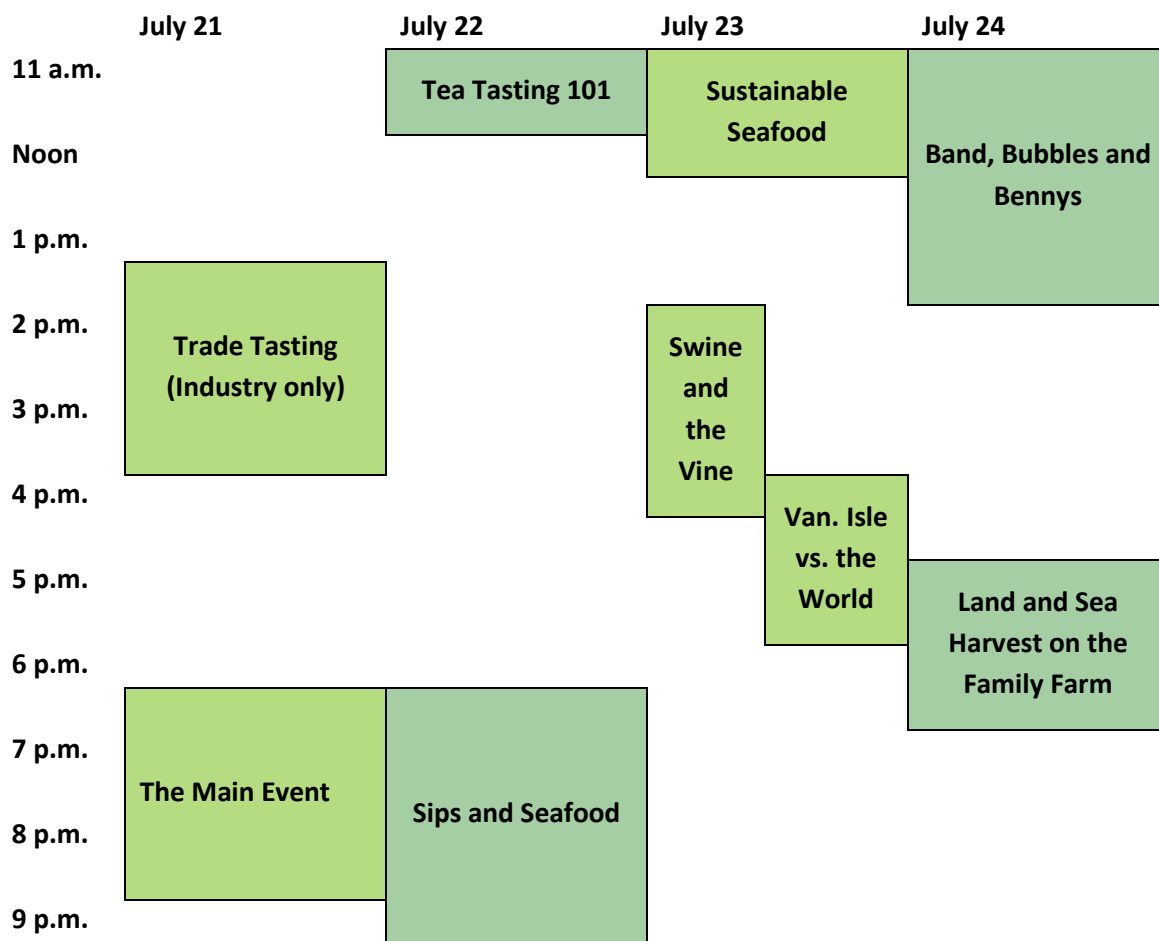 July 21 July 22 July 23 July 24
11 a.m.
Tea Tasting 101
Sustainable
Seafood
Noon
Band, Bubbles and
Bennys
1 p.m.
2 p.m.
Trade Tasting
(Industry only)
3 p.m.
Swine
and
the
Vine
4 p.m.
Van. Isle
vs. the
World
5 p.m.
Land and Sea
Harvest on the
Family Farm
6 p.m.
7 p.m.
The Main Event
Sips and Seafood
8 p.m.
9 p.m.